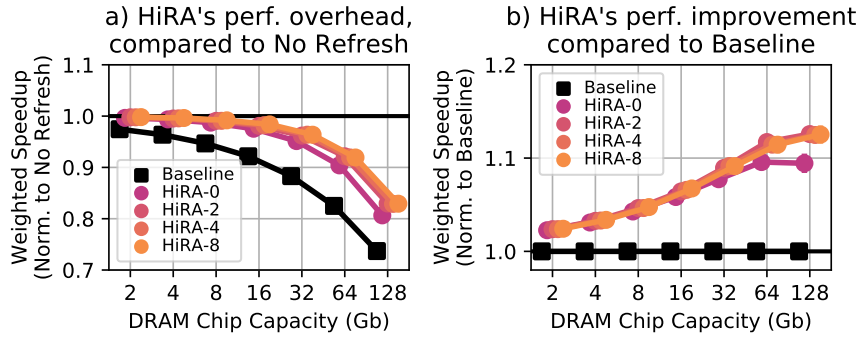 a) HiRA's perf. overhead,
compared to No Refresh
Weighted Speedup
(Norm. to No Refresh)
1.1
1.0
0.9
0.8
0.7
Baseline
HiRA-0
HiRA-2
HiRA-4
HiRA-8
2 4 8 16 32 64 128
DRAM Chip Capacity (Gb)
b) HiRA's perf. improvement
compared to Baseline
Weighted Speedup
(Norm. to Baseline)
1.2
1.1
1.0
Baseline
HiRA-0
HiRA-2
HiRA-4
HiRA-8
2 4 8 16 32 64 128
DRAM Chip Capacity (Gb)